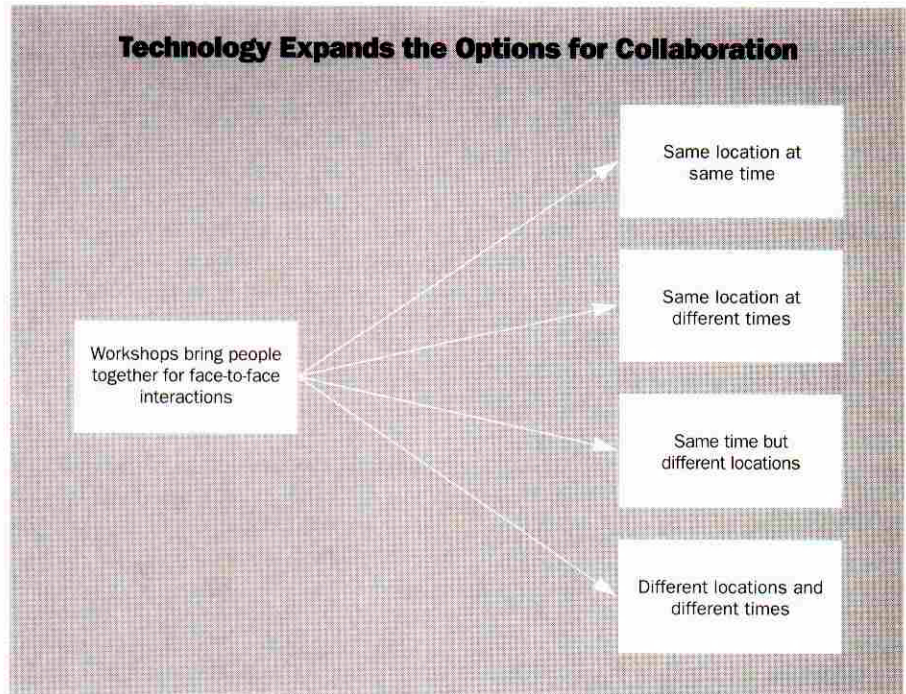 Technology Expands the Options for Collaboration
Same location at
same time
Same location at
different times
Workshops bring people
together for face-to-face
interactions
Same time but
different locations
Different locations and
different times